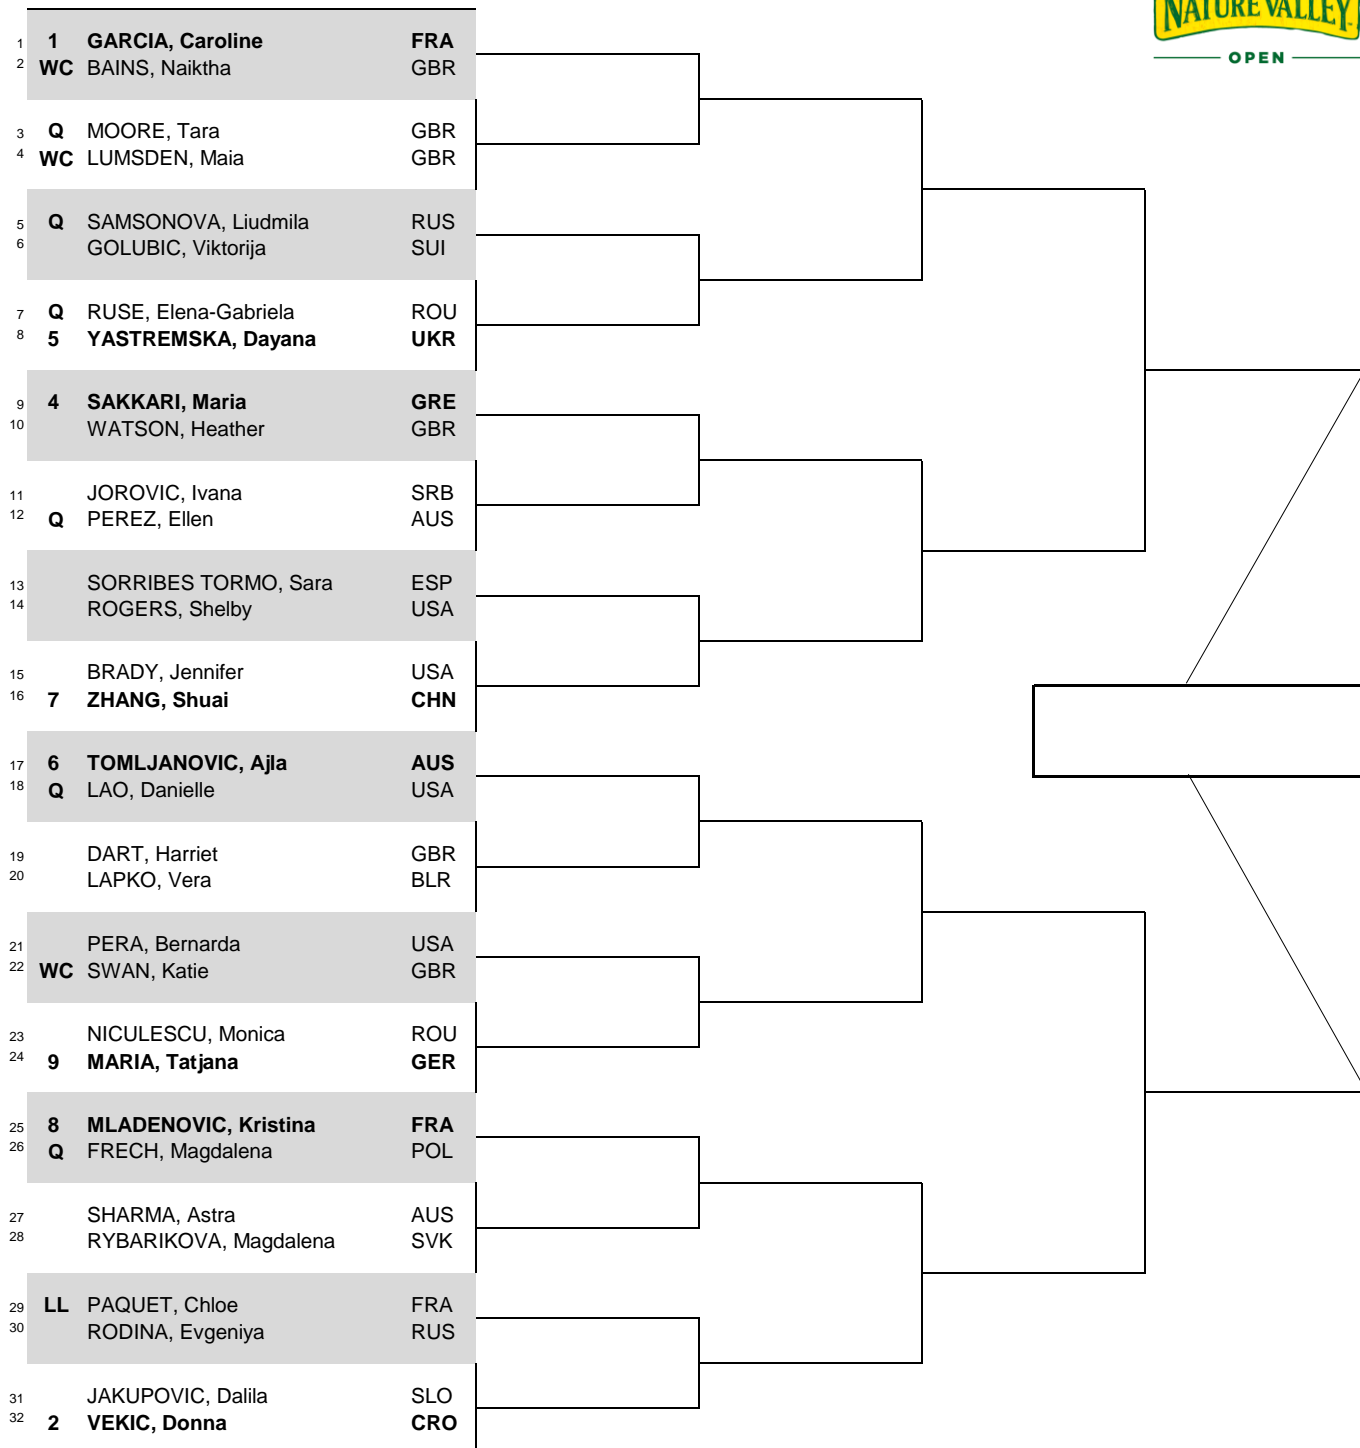 NATURE VALLEY
OPEN
1 1 GARCIA, Caroline FRA
2 WC BAINS, Naiktha GBR
3 Q MOORE, Tara GBR
4 WC LUMSDEN, Maia GBR
5 Q SAMSONOVA, Liudmila RUS
6 GOLUBIC, Viktorija SUI
7 Q RUSE, Elena-Gabriela ROU
8 5 YASTREMSKA, Dayana UKR
9 4 SAKKARI, Maria GRE
10 WATSON, Heather GBR
11 JOROVIC, Ivana SRB
12 Q PEREZ, Ellen AUS
13 SORRIBES TORMO, Sara ESP
14 ROGERS, Shelby USA
15 BRADY, Jennifer USA
16 7 ZHANG, Shuai CHN
17 6 TOMLJANOVIC, Ajla AUS
18 Q LAO, Danielle USA
19 DART, Harriet GBR
20 LAPKO, Vera BLR
21 PERA, Bernarda USA
22 WC SWAN, Katie GBR
23 NICULESCU, Monica ROU
24 9 MARIA, Tatjana GER
25 8 MLADENOVIC, Kristina FRA
26 Q FRECH, Magdalena POL
27 SHARMA, Astra AUS
28 RYBARIKOVA, Magdalena SVK
29 LL PAQUET, Chloe FRA
30 RODINA, Evgeniya RUS
31 JAKUPOVIC, Dalila SLO
32 2 VEKIC, Donna CRO